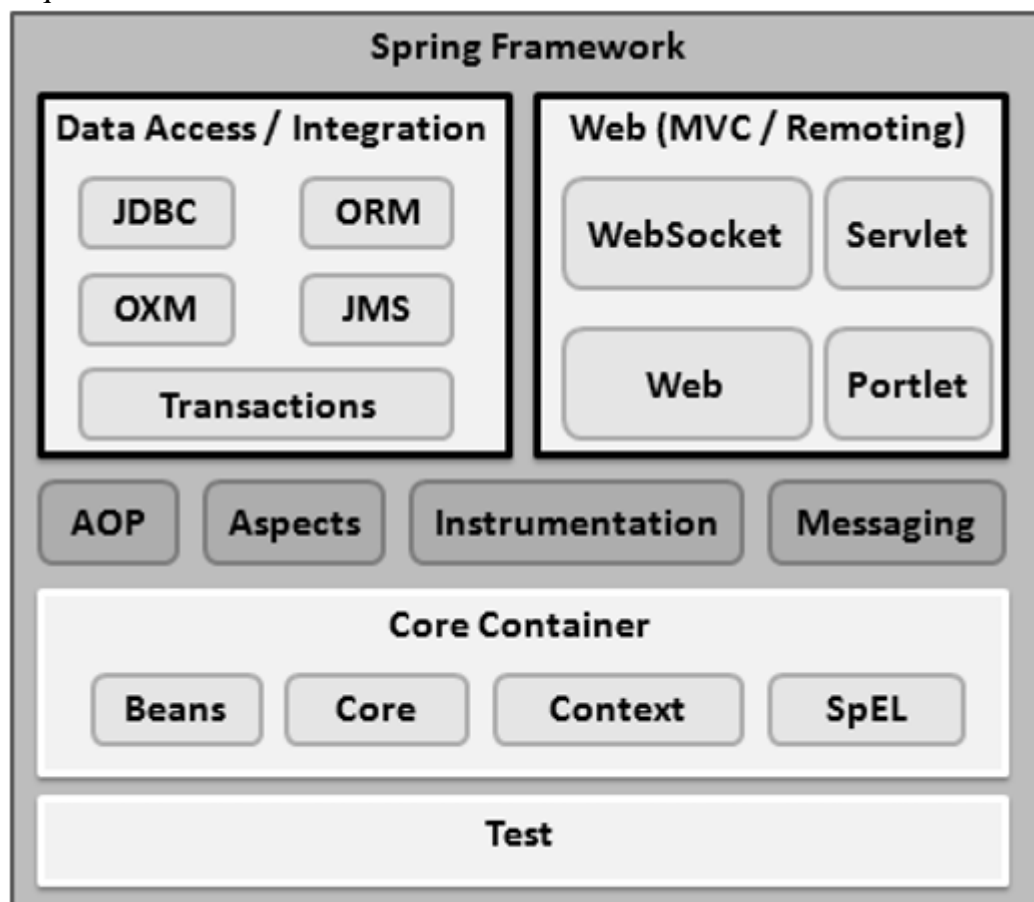 Spring Framework
Data Access / Integration
JDBC
ORM
OXM
JMS
Transactions
Web (MVC / Remoting)
WebSocket
Servlet
Web
Portlet
AOP
Aspects
Instrumentation
Messaging
Core Container
Beans
Core
Context
SpEL
Test